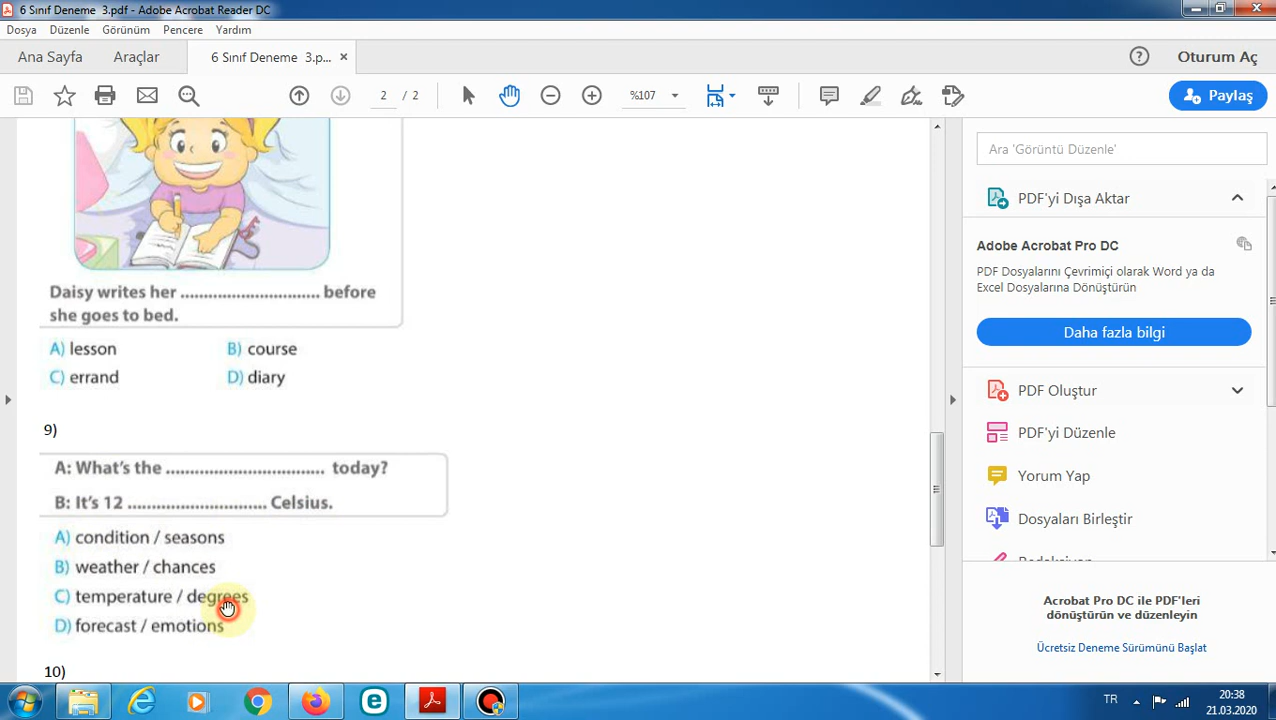 6 Sınıf Deneme 3.pdf - Adobe Acrobat Reader DC
Dosya Düzenle Görünüm Pencere Yardım
Ana Sayfa Araçlar 6 Sınıf Deneme 3.p... × Oturum Aç
2 / 2 %107 Paylaş
Daisy writes her .............................. before
she goes to bed.
A) lesson B) course
C) errand D) diary
9)
A: What's the ................................. today?
B: It's 12 ............................. Celsius.
A) condition / seasons
B) weather / chances
C) temperature / degrees
D) forecast / emotions
10)
Ara 'Görüntü Düzenle'
PDF'yi Dışa Aktar
Adobe Acrobat Pro DC
PDF Dosyalarını Çevrimiçi olarak Word ya da
Excel Dosyalarına Dönüştürün
Daha fazla bilgi
PDF Oluştur
PDF'yi Düzenle
Yorum Yap
Dosyaları Birleştir
Redaksiyon
Acrobat Pro DC ile PDF'leri
dönüştürün ve düzenleyin
Ücretsiz Deneme Sürümünü Başlat
TR 20:38
21.03.2020